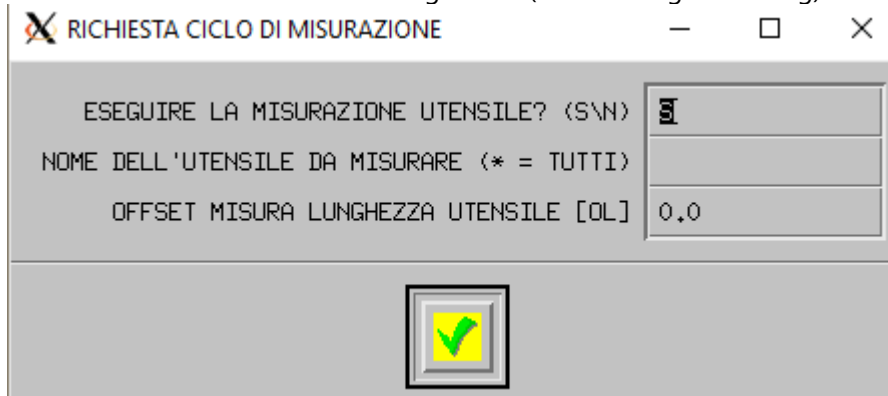 RICHIESTA CICLO DI MISURAZIONE
ESEGUIRE LA MISURAZIONE UTENSILE? (S\N) S
NOME DELL'UTENSILE DA MISURARE (* = TUTTI)
OFFSET MISURA LUNGHEZZA UTENSILE [OL] 0.0